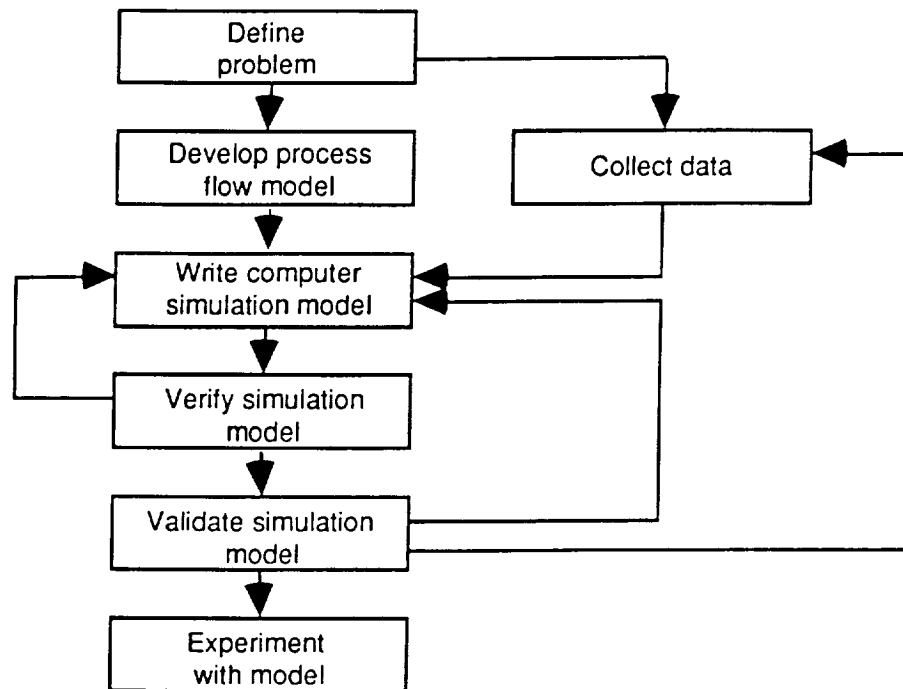 Define
problem
Develop process
flow model
Collect data
Write computer
simulation model
Verify simulation
model
Validate simulation
model
Experiment
with model